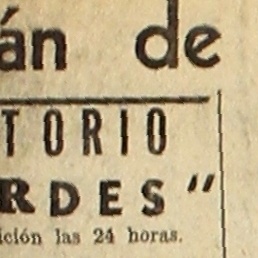 án de
TORIO
RDES"
ición las 24 horas.